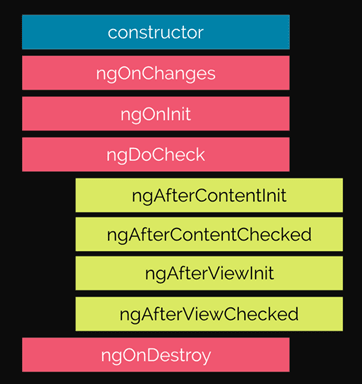 constructor
ngOnChanges
ngOnInit
ngDoCheck
ngAfterContentInit
ngAfterContentChecked
ngAfterViewInit
ngAfterViewChecked
ngOnDestroy